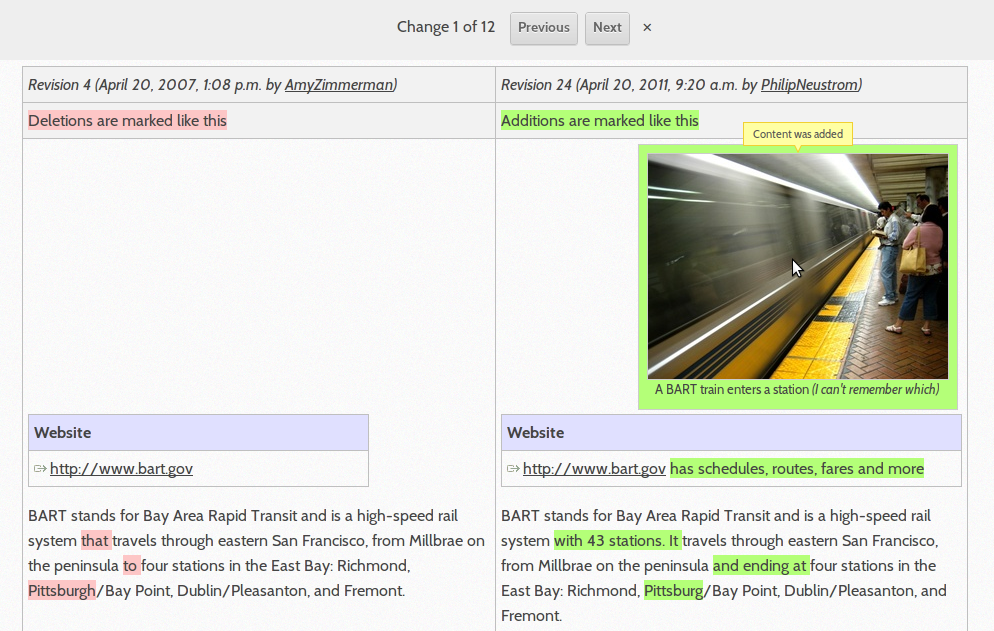 Change 1 of 12 Previous Next ×
Revision 4 (April 20, 2007, 1:08 p.m. by AmyZimmerman)
Revision 24 (April 20, 2011, 9:20 a.m. by PhilipNeustrom)
Deletions are marked like this
Additions are marked like this
Content was added
A BART train enters a station (I can't remember which)
Website
http://www.bart.gov
BART stands for Bay Area Rapid Transit and is a high-speed rail
system that travels through eastern San Francisco, from Millbrae on
the peninsula to four stations in the East Bay: Richmond,
Pittsburgh/Bay Point, Dublin/Pleasanton, and Fremont.
Website
http://www.bart.gov has schedules, routes, fares and more
BART stands for Bay Area Rapid Transit and is a high-speed rail
system with 43 stations. It travels through eastern San Francisco,
from Millbrae on the peninsula and ending at four stations in the
East Bay: Richmond, Pittsburg/Bay Point, Dublin/Pleasanton, and
Fremont.